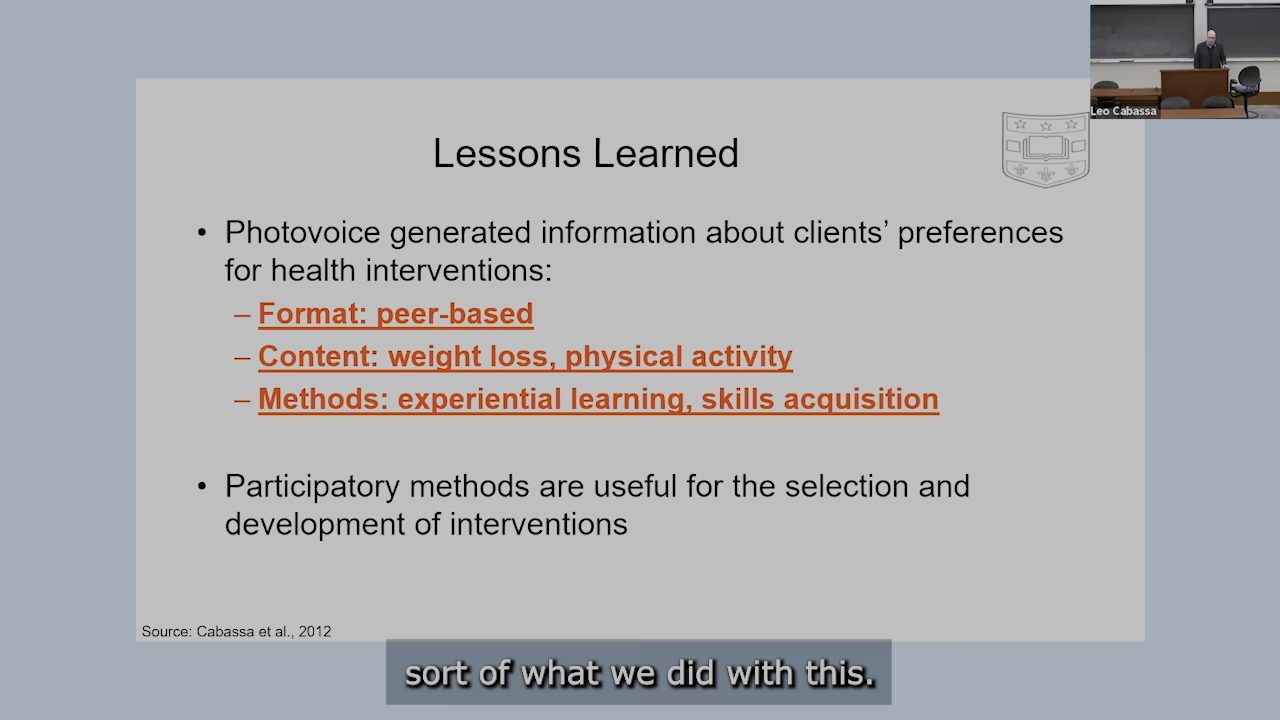 Leo Cabassa
Lessons Learned
• Photovoice generated information about clients’ preferences
for health interventions:
– Format: peer-based
– Content: weight loss, physical activity
– Methods: experiential learning, skills acquisition
• Participatory methods are useful for the selection and
development of interventions
Source: Cabassa et al., 2012
sort of what we did with this.